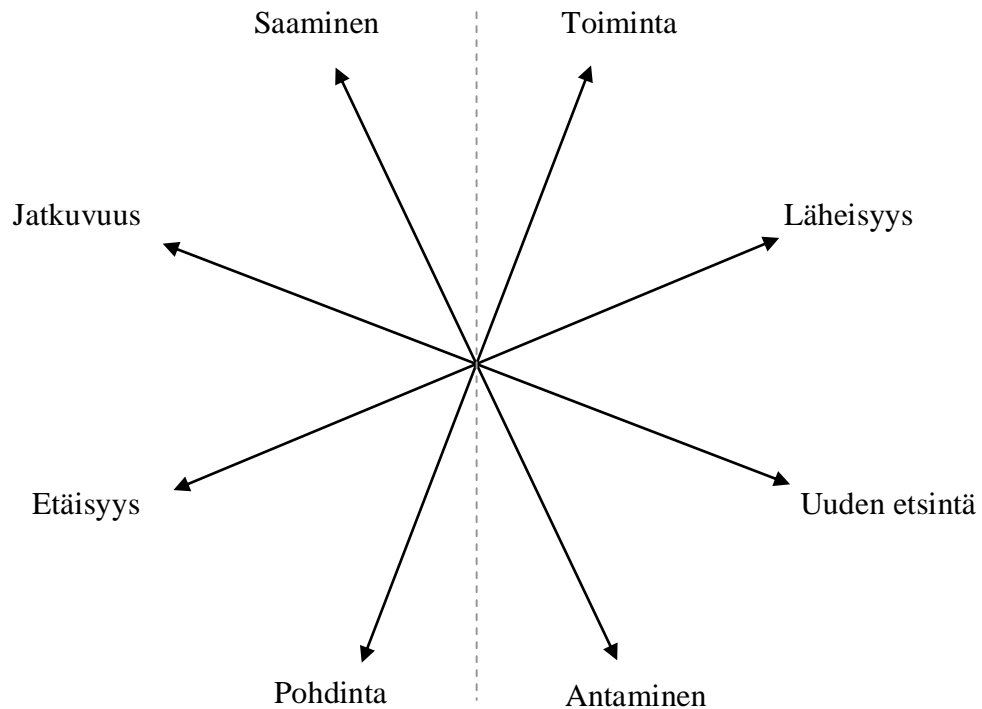 Saaminen
Toiminta
Jatkuvuus
Läheisyys
Etäisyys
Uuden etsintä
Pohdinta
Antaminen